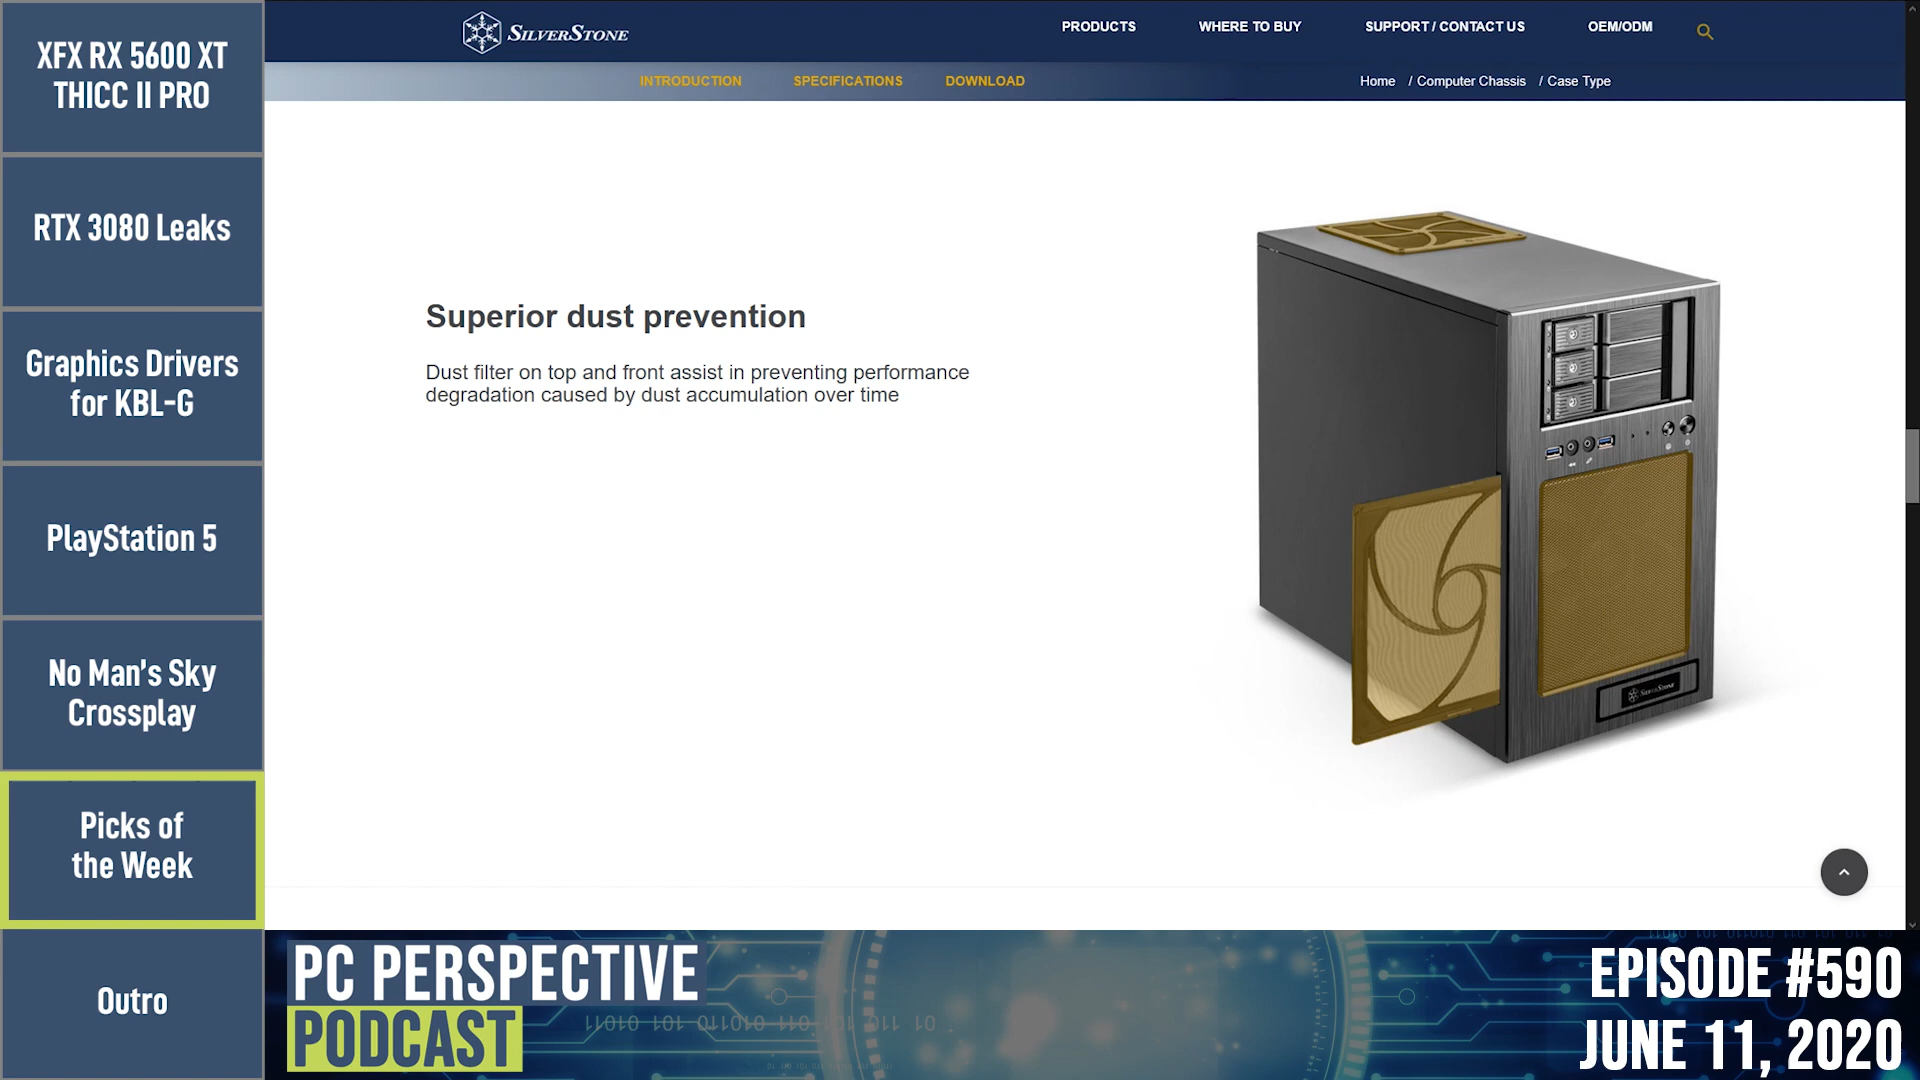 XFX RX 5600 XT
THICC II PRO
RTX 3080 Leaks
Graphics Drivers
for KBL-G
PlayStation 5
No Man's Sky
Crossplay
Picks of
the Week
Outro
SILVERSTONE
PRODUCTS
WHERE TO BUY
SUPPORT / CONTACT US
OEM/ODM
INTRODUCTION
SPECIFICATIONS
DOWNLOAD
Home / Computer Chassis / Case Type
Superior dust prevention
Dust filter on top and front assist in preventing performance
degradation caused by dust accumulation over time
SILVERSTONE
PC PERSPECTIVE
PODCAST
EPISODE #590
JUNE 11, 2020